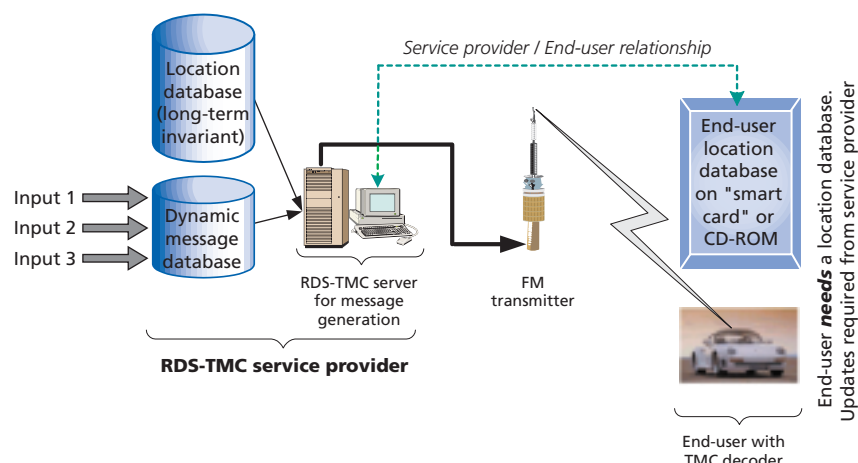 Service provider / End-user relationship
Location
database
(long-term
invariant)
Input 1
Input 2
Input 3
Dynamic
message
database
RDS-TMC server
for message
generation
RDS-TMC service provider
FM
transmitter
End-user
location
database
on "smart
card" or
CD-ROM
End-user needs a location database.
Updates required from service provider
End-user with
TMC decoder